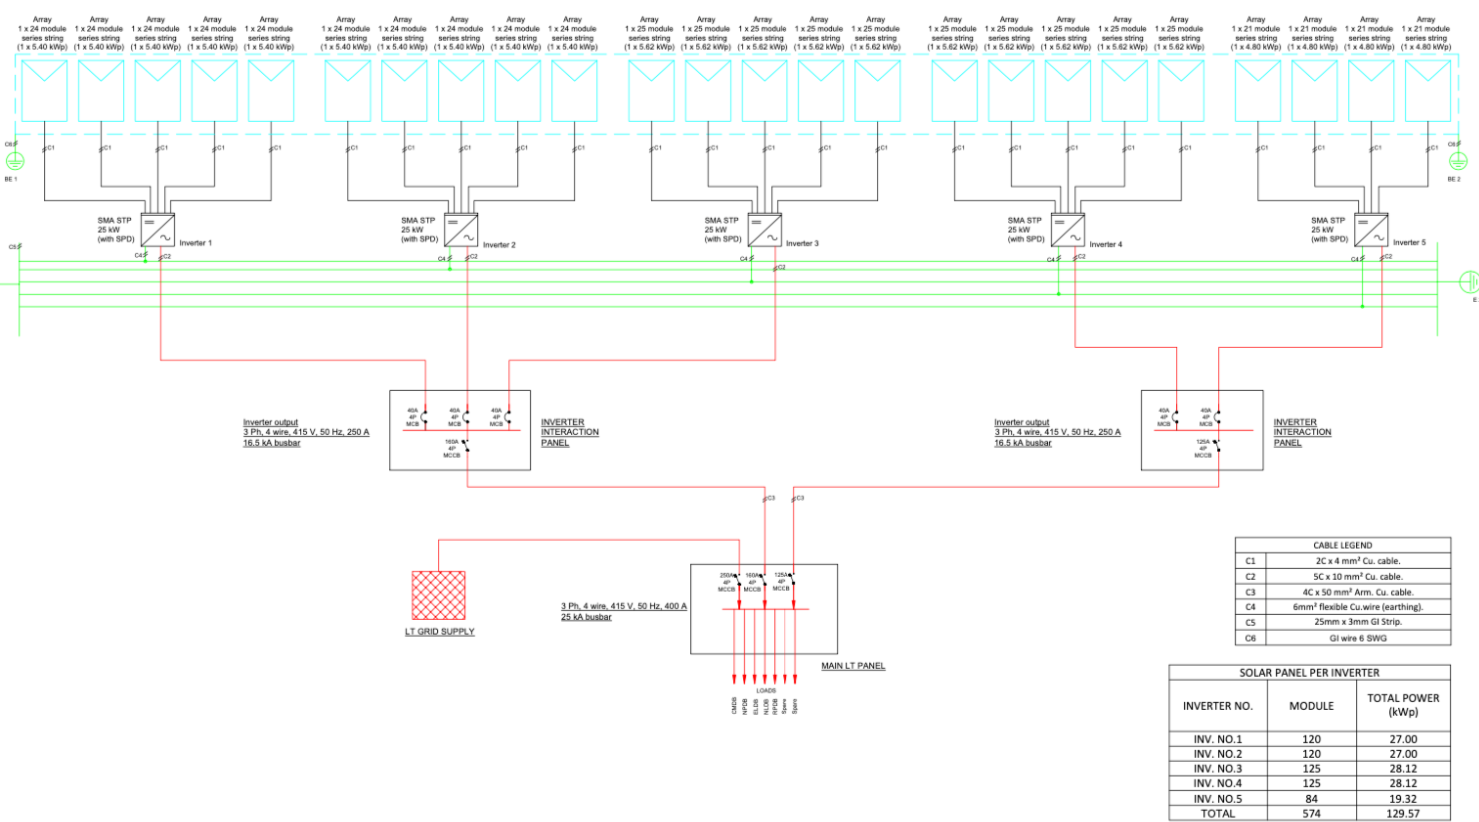 Array
1 x 24 module
series string
(1 x 5.40 kWp)
Array
1 x 24 module
series string
(1 x 5.40 kWp)
Array
1 x 24 module
series string
(1 x 5.40 kWp)
Array
1 x 24 module
series string
(1 x 5.40 kWp)
Array
1 x 24 module
series string
(1 x 5.40 kWp)
Array
1 x 24 module
series string
(1 x 5.40 kWp)
Array
1 x 24 module
series string
(1 x 5.40 kWp)
Array
1 x 24 module
series string
(1 x 5.40 kWp)
Array
1 x 24 module
series string
(1 x 5.40 kWp)
Array
1 x 24 module
series string
(1 x 5.40 kWp)
Array
1 x 25 module
series string
(1 x 5.62 kWp)
Array
1 x 25 module
series string
(1 x 5.62 kWp)
Array
1 x 25 module
series string
(1 x 5.62 kWp)
Array
1 x 25 module
series string
(1 x 5.62 kWp)
Array
1 x 25 module
series string
(1 x 5.62 kWp)
Array
1 x 25 module
series string
(1 x 5.62 kWp)
Array
1 x 25 module
series string
(1 x 5.62 kWp)
Array
1 x 25 module
series string
(1 x 5.62 kWp)
Array
1 x 25 module
series string
(1 x 5.62 kWp)
Array
1 x 25 module
series string
(1 x 5.62 kWp)
Array
1 x 21 module
series string
(1 x 4.80 kWp)
Array
1 x 21 module
series string
(1 x 4.80 kWp)
Array
1 x 21 module
series string
(1 x 4.80 kWp)
Array
1 x 21 module
series string
(1 x 4.80 kWp)
C6
C1 C1 C1 C1 C1
C1 C1 C1 C1 C1
C1 C1 C1 C1 C1
C1 C1 C1 C1 C1
C1 C1 C1 C1
C6
BE 1
BE 2
SMA STP
25 kW
(with SPD)
Inverter 1
SMA STP
25 kW
(with SPD)
Inverter 2
SMA STP
25 kW
(with SPD)
Inverter 3
SMA STP
25 kW
(with SPD)
Inverter 4
SMA STP
25 kW
(with SPD)
Inverter 5
C5
C4 C2
C4 C2
C4 C2
C4 C2
C4 C2
E
Inverter output
3 Ph, 4 wire, 415 V, 50 Hz, 250 A
16.5 kA busbar
40A
4P
MCB
40A
4P
MCB
40A
4P
MCB
160A
4P
MCCB
INVERTER
INTERACTION
PANEL
Inverter output
3 Ph, 4 wire, 415 V, 50 Hz, 250 A
16.5 kA busbar
40A
4P
MCB
40A
4P
MCB
125A
4P
MCCB
INVERTER
INTERACTION
PANEL
C3
C3
LT GRID SUPPLY
3 Ph, 4 wire, 415 V, 50 Hz, 400 A
25 kA busbar
250A
4P
MCCB
160A
4P
MCCB
125A
4P
MCCB
MAIN LT PANEL
LOADS
CMDB
NPDB
ELDB
NLDB
RPDB
Spare
Spare
CABLE LEGEND
C1 2C x 4 mm² Cu. cable.
C2 5C x 10 mm² Cu. cable.
C3 4C x 50 mm² Arm. Cu. cable.
C4 6mm² flexible Cu.wire (earthing).
C5 25mm x 3mm GI Strip.
C6 GI wire 6 SWG
SOLAR PANEL PER INVERTER
INVERTER NO. MODULE TOTAL POWER
(kWp)
INV. NO.1 120 27.00
INV. NO.2 120 27.00
INV. NO.3 125 28.12
INV. NO.4 125 28.12
INV. NO.5 84 19.32
TOTAL 574 129.57